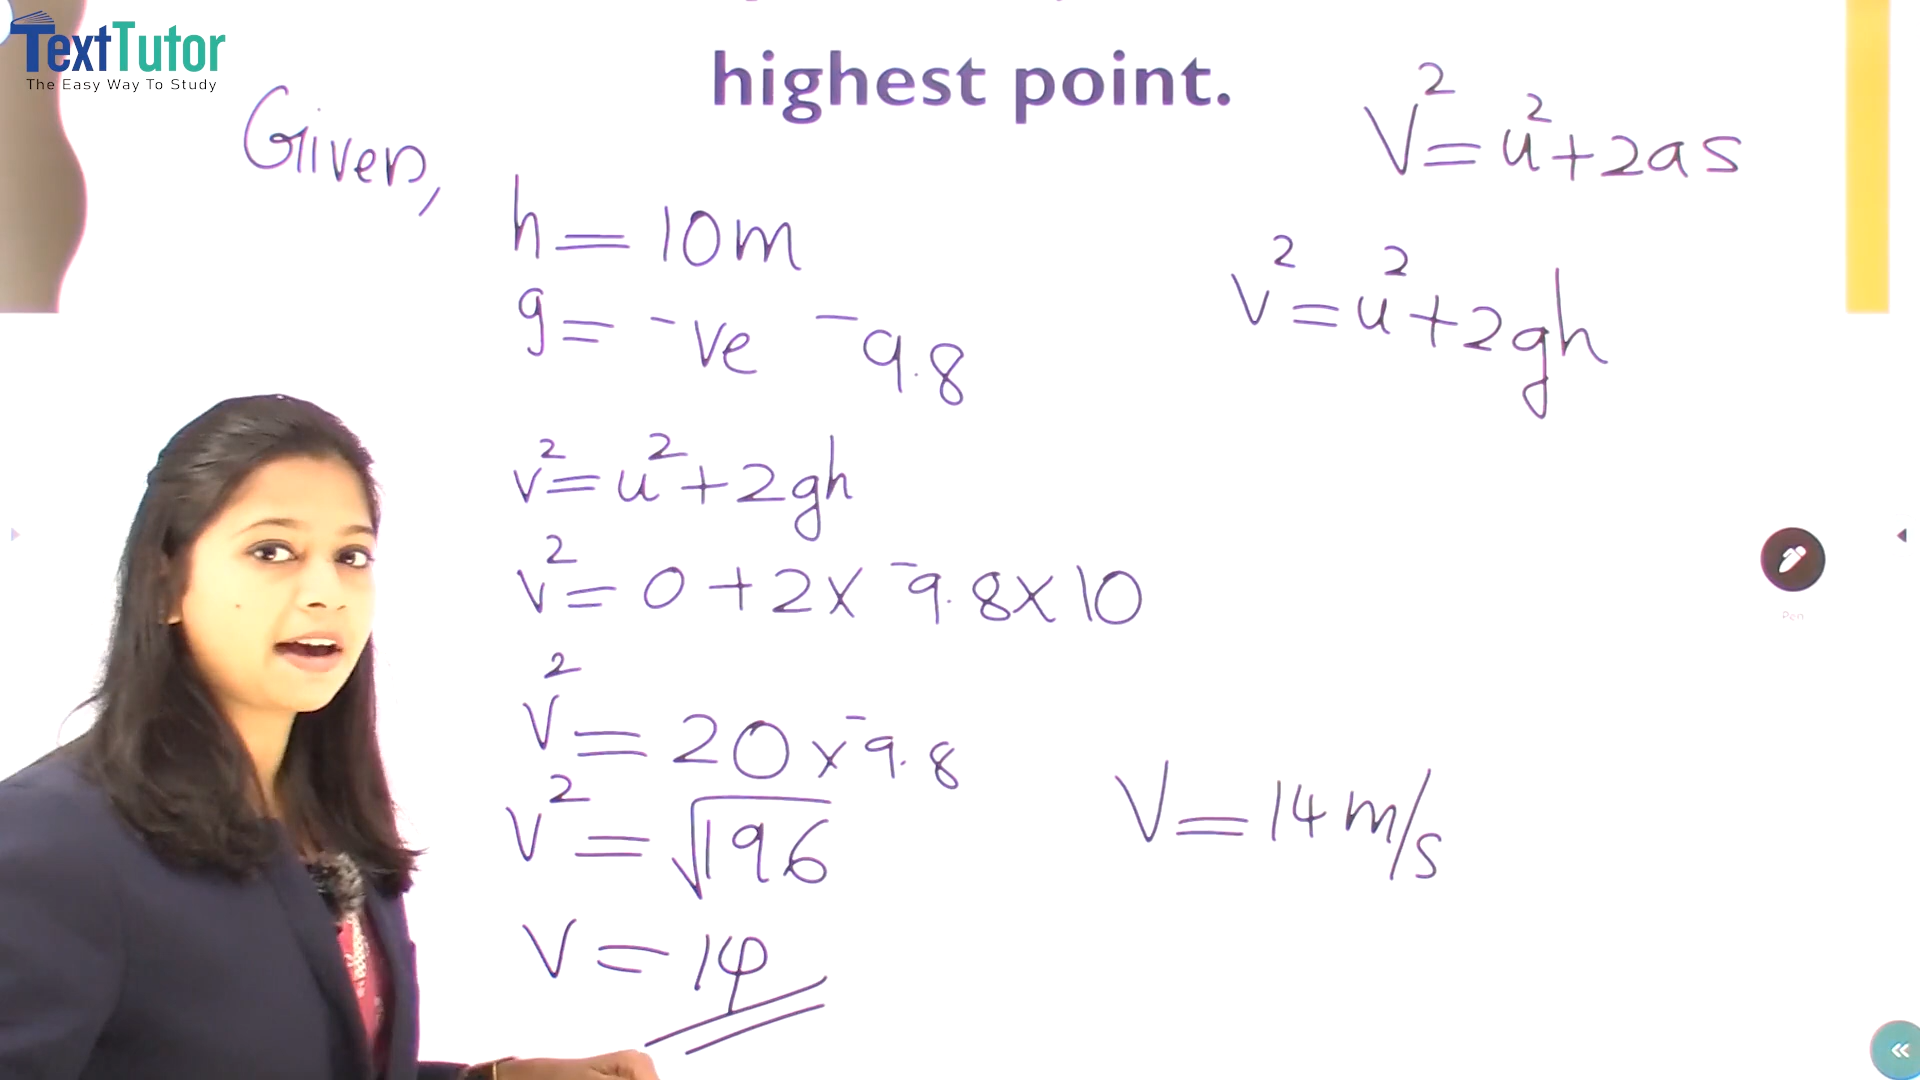 TextTutor
The Easy Way To Study
highest point.
Given,
h = 10m
g = -ve -9.8
v² = u² + 2gh
v² = 0 + 2 x -9.8 x 10
v² = 20 x -9.8
v² = √196
v = 14
V² = u² + 2as
v² = u² + 2gh
V = 14 m/s
Pen
«